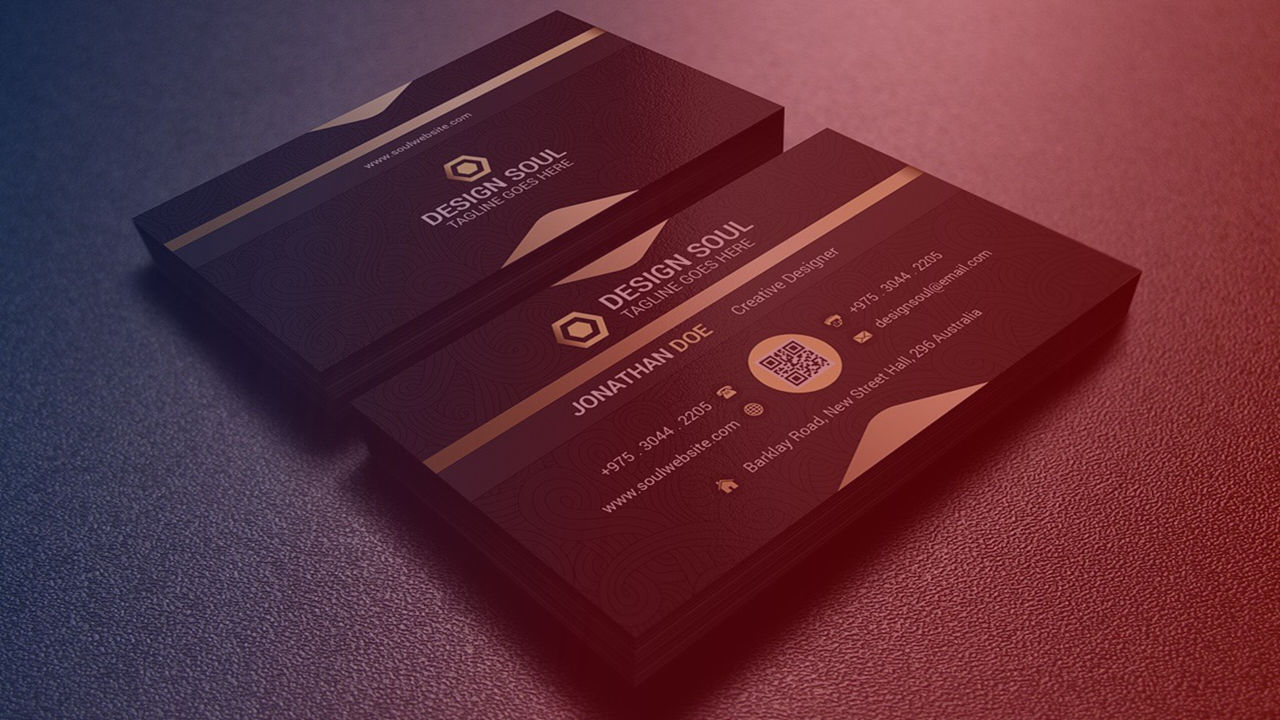 www.soulwebsite.com
DESIGN SOUL
TAGLINE GOES HERE
DESIGN SOUL
TAGLINE GOES HERE
JONATHAN DOE
Creative Designer
+975 . 3044 . 2205
www.soulwebsite.com
+975 . 3044 . 2205
designsoul@email.com
Barklay Road, New Street Hall, 296 Australia